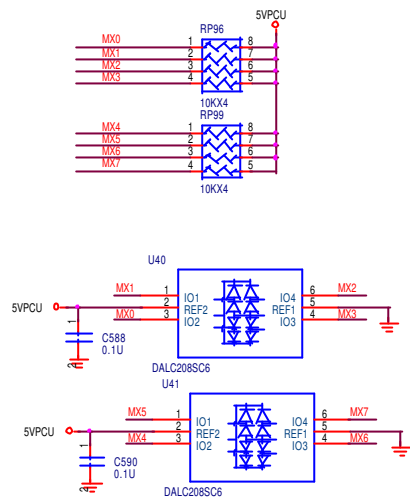 5VPCU
RP96
MX0 1 8
MX1 2 7
MX2 3 6
MX3 4 5
10KX4
RP99
MX4 1 8
MX5 2 7
MX6 3 6
MX7 4 5
10KX4
U40
MX1 1 IO1 IO4 6 MX2
5VPCU 2 REF2 REF1 5
MX0 3 IO2 IO3 4 MX3
1
C588
0.1U
2
DALC208SC6
U41
MX5 1 IO1 IO4 6 MX7
5VPCU 2 REF2 REF1 5
MX4 3 IO2 IO3 4 MX6
1
C590
0.1U
2
DALC208SC6